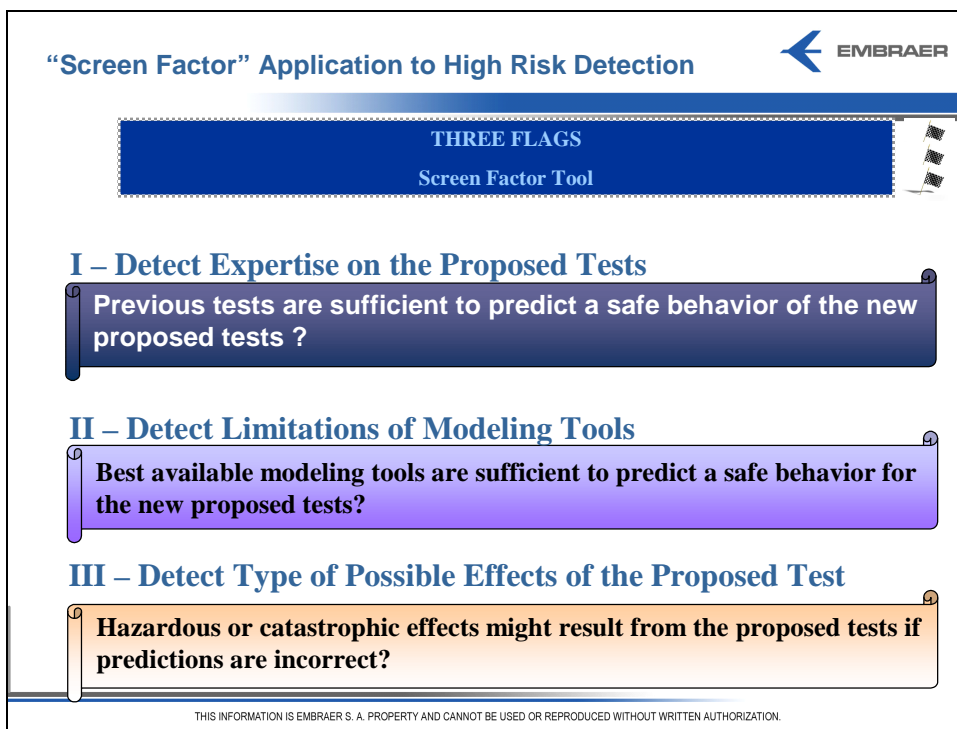 “Screen Factor” Application to High Risk Detection
EMBRAER
THREE FLAGS
Screen Factor Tool
I – Detect Expertise on the Proposed Tests
Previous tests are sufficient to predict a safe behavior of the new
proposed tests ?
II – Detect Limitations of Modeling Tools
Best available modeling tools are sufficient to predict a safe behavior for
the new proposed tests?
III – Detect Type of Possible Effects of the Proposed Test
Hazardous or catastrophic effects might result from the proposed tests if
predictions are incorrect?
THIS INFORMATION IS EMBRAER S. A. PROPERTY AND CANNOT BE USED OR REPRODUCED WITHOUT WRITTEN AUTHORIZATION.